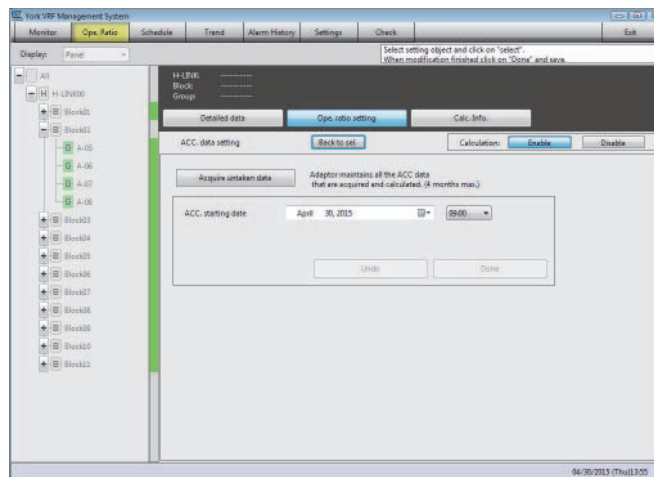 York VRF Management System
Monitor Ope. Ratio Schedule Trend Alarm History Settings Check Exit
Display: Panel
Select setting object and click on "select".
When modification finished click on "Done" and save.
All
H H-LINK00
B Block01
B Block02
G A-05
G A-06
G A-07
G A-08
B Block03
B Block04
B Block05
B Block06
B Block07
B Block08
B Block09
B Block10
B Block11
H-LINK: ----------
Block: ----------
Group: ----------
Detailed data Ope. ratio setting Calc. Info.
ACC. data setting Back to sel. Calculation: Enable Disable
Acquire untaken data
Adaptor maintains all the ACC data
that are acquired and calculated. (4 months max.)
ACC. starting date April 30, 2015 09:00
Undo Done
04/30/2015 (Thu)13:55